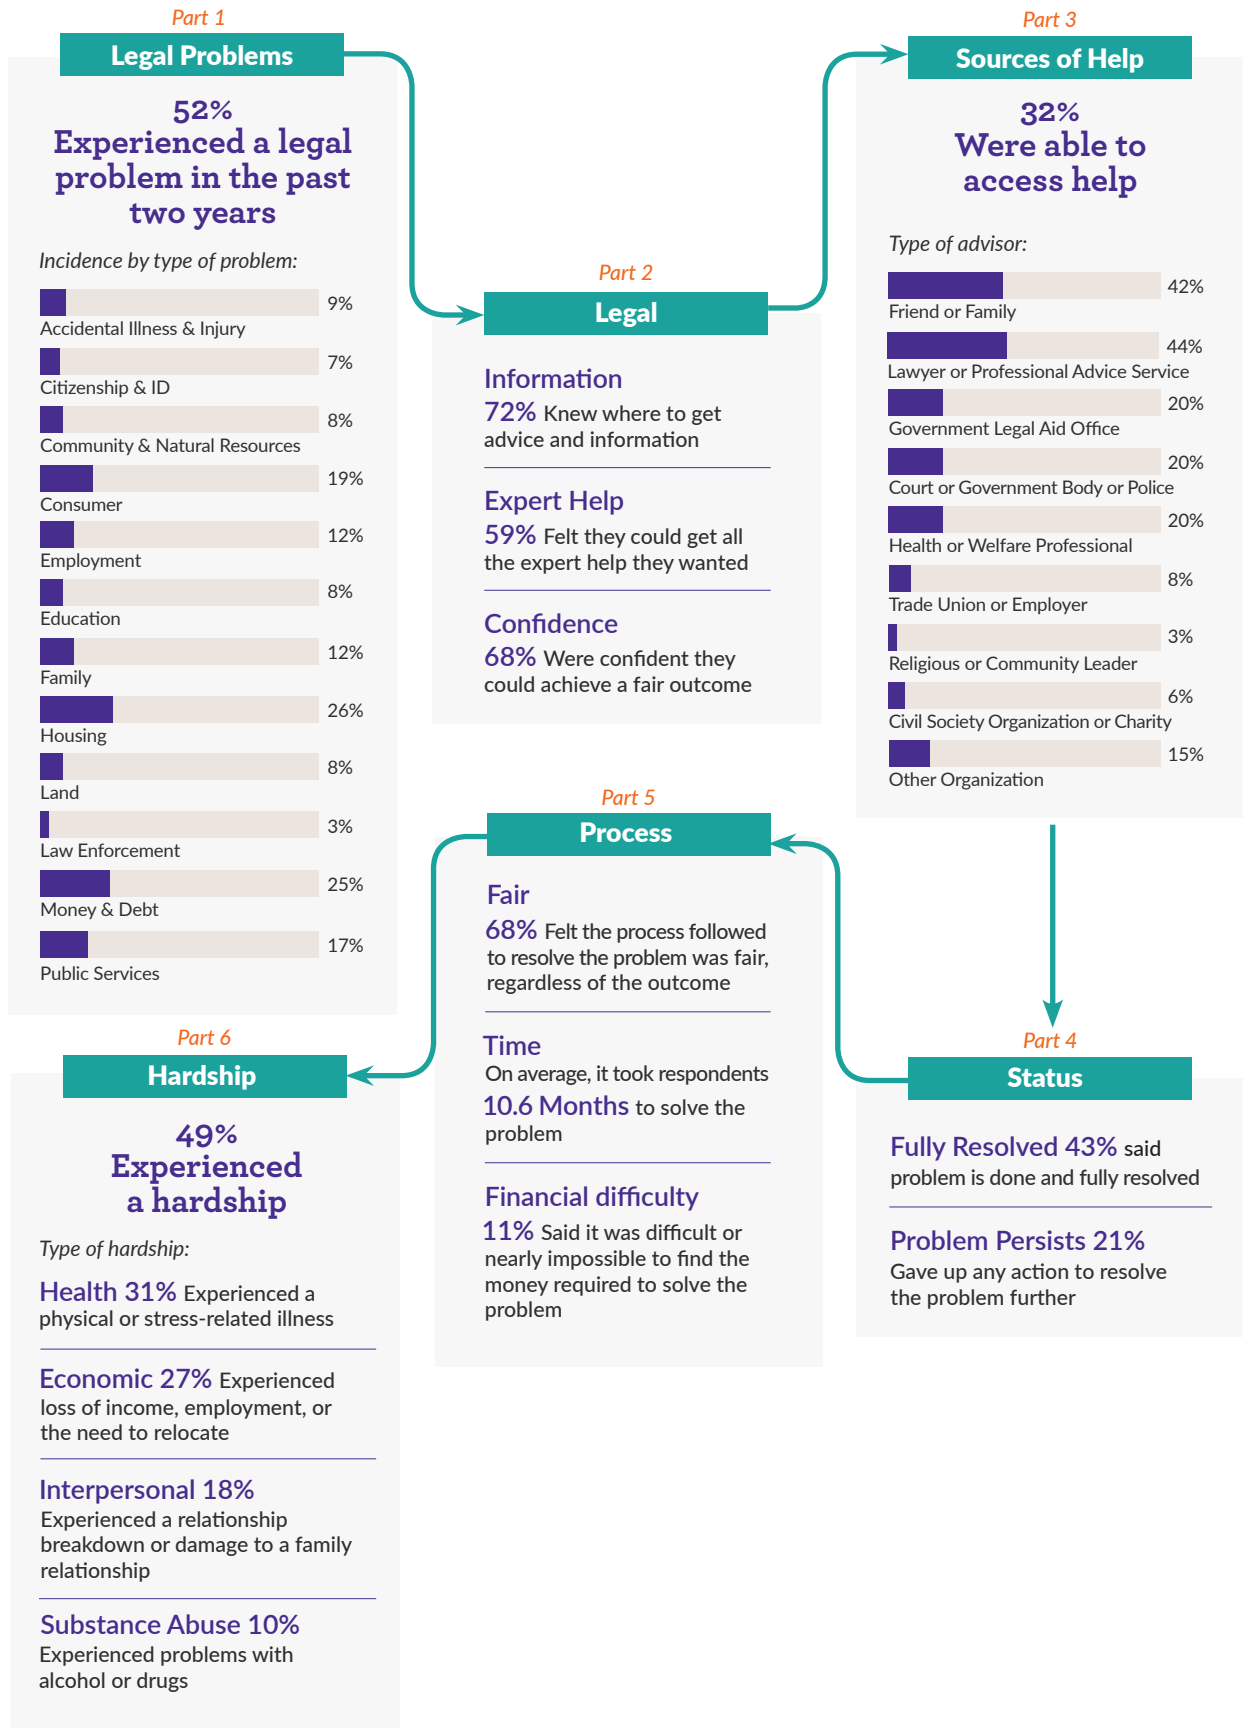 Part 1
Legal Problems
52%
Experienced a legal
problem in the past
two years
Incidence by type of problem:
9%
Accidental Illness & Injury
7%
Citizenship & ID
8%
Community & Natural Resources
19%
Consumer
12%
Employment
8%
Education
12%
Family
26%
Housing
8%
Land
3%
Law Enforcement
25%
Money & Debt
17%
Public Services
Part 2
Legal
Information
72% Knew where to get
advice and information
Expert Help
59% Felt they could get all
the expert help they wanted
Confidence
68% Were confident they
could achieve a fair outcome
Part 3
Sources of Help
32%
Were able to
access help
Type of advisor:
42%
Friend or Family
44%
Lawyer or Professional Advice Service
20%
Government Legal Aid Office
20%
Court or Government Body or Police
20%
Health or Welfare Professional
8%
Trade Union or Employer
3%
Religious or Community Leader
6%
Civil Society Organization or Charity
15%
Other Organization
Part 4
Status
Fully Resolved 43% said
problem is done and fully resolved
Problem Persists 21%
Gave up any action to resolve
the problem further
Part 5
Process
Fair
68% Felt the process followed
to resolve the problem was fair,
regardless of the outcome
Time
On average, it took respondents
10.6 Months to solve the
problem
Financial difficulty
11% Said it was difficult or
nearly impossible to find the
money required to solve the
problem
Part 6
Hardship
49%
Experienced
a hardship
Type of hardship:
Health 31% Experienced a
physical or stress-related illness
Economic 27% Experienced
loss of income, employment, or
the need to relocate
Interpersonal 18%
Experienced a relationship
breakdown or damage to a family
relationship
Substance Abuse 10%
Experienced problems with
alcohol or drugs